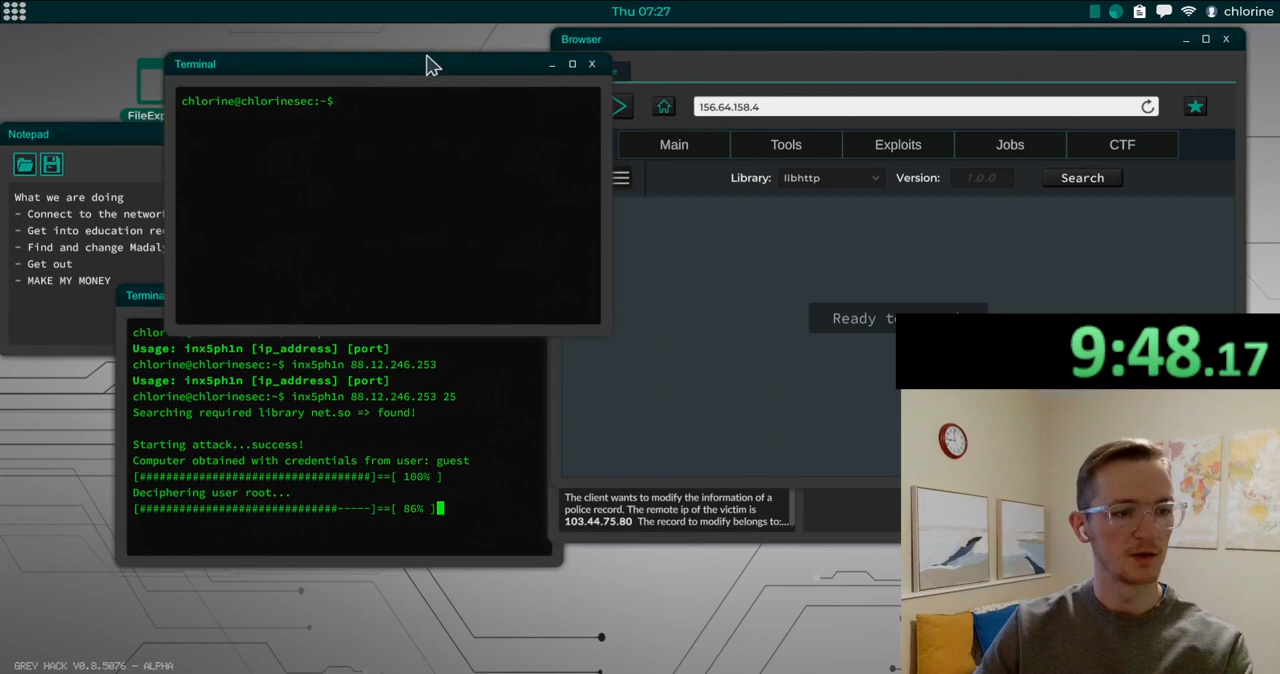 Thu 07:27
chlorine
Browser
Terminal
156.64.158.4
FileExp
chlorine@chlorinesec:~$
Notepad
Main
Tools
Exploits
Jobs
CTF
Library:
libhttp
Version:
1.0.0
Search
What we are doing
- Connect to the networ
- Get into education re
- Find and change Madal
- Get out
- MAKE MY MONEY
Termina
Ready t
9:48.17
chlor
Usage: inx5ph1n [ip_address] [port]
chlorine@chlorinesec:~$ inx5ph1n 88.12.246.253
Usage: inx5ph1n [ip_address] [port]
chlorine@chlorinesec:~$ inx5ph1n 88.12.246.253 25
Searching required library net.so => found!
Starting attack...success!
Computer obtained with credentials from user: guest
[###################################]==[ 100% ]
Deciphering user root...
[##############################-----]==[ 86% ]
The client wants to modify the information of a
police record. The remote ip of the victim is
103.44.75.80 The record to modify belongs to:...
GREY HACK V0.8.5076 - ALPHA